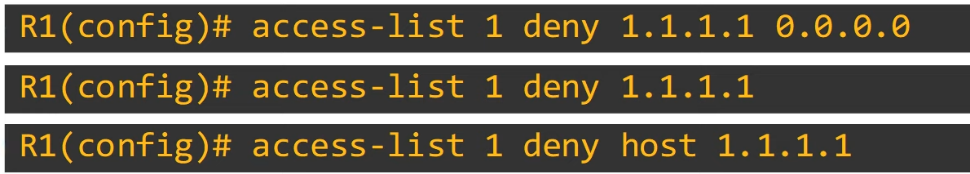 R1(config)# access-list 1 deny 1.1.1.1 0.0.0.0
R1(config)# access-list 1 deny 1.1.1.1
R1(config)# access-list 1 deny host 1.1.1.1